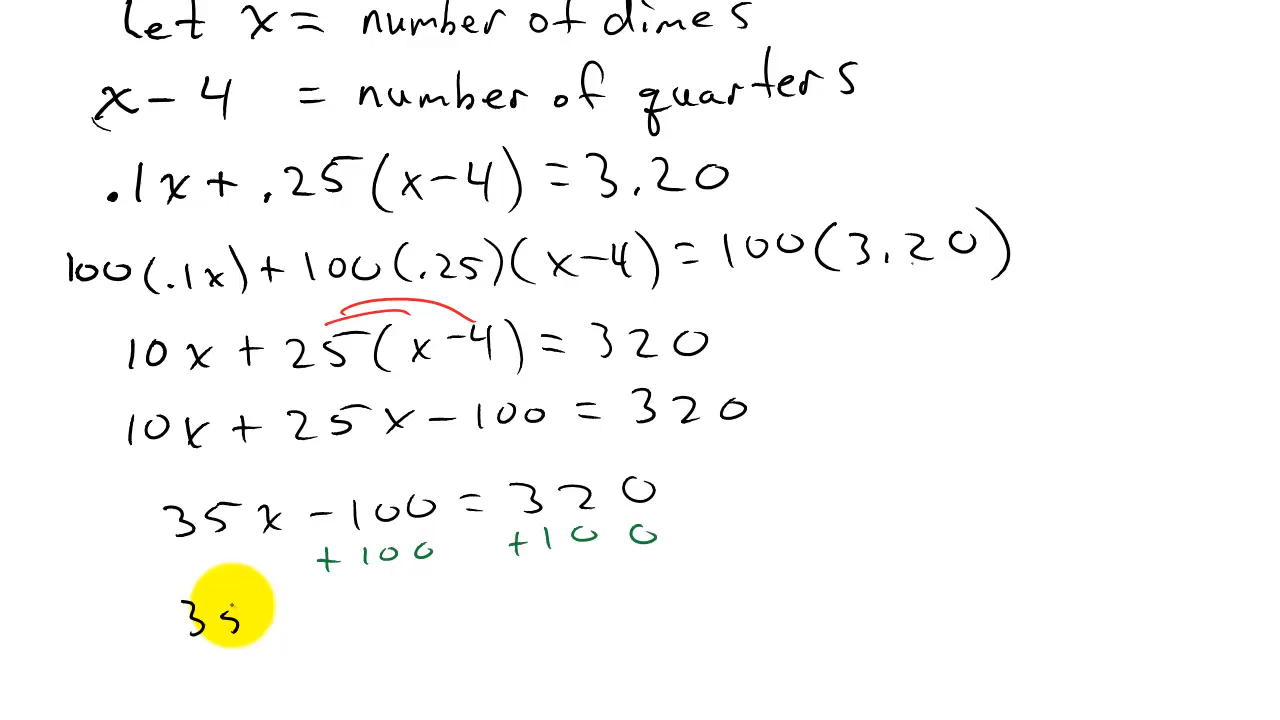 Let x = number of dimes
x - 4 = number of quarters
.1x + .25(x-4) = 3.20
100(.1x) + 100(.25)(x-4) = 100(3.20)
10x + 25(x-4) = 320
10x + 25x - 100 = 320
35x - 100 = 320
+100 +100
35